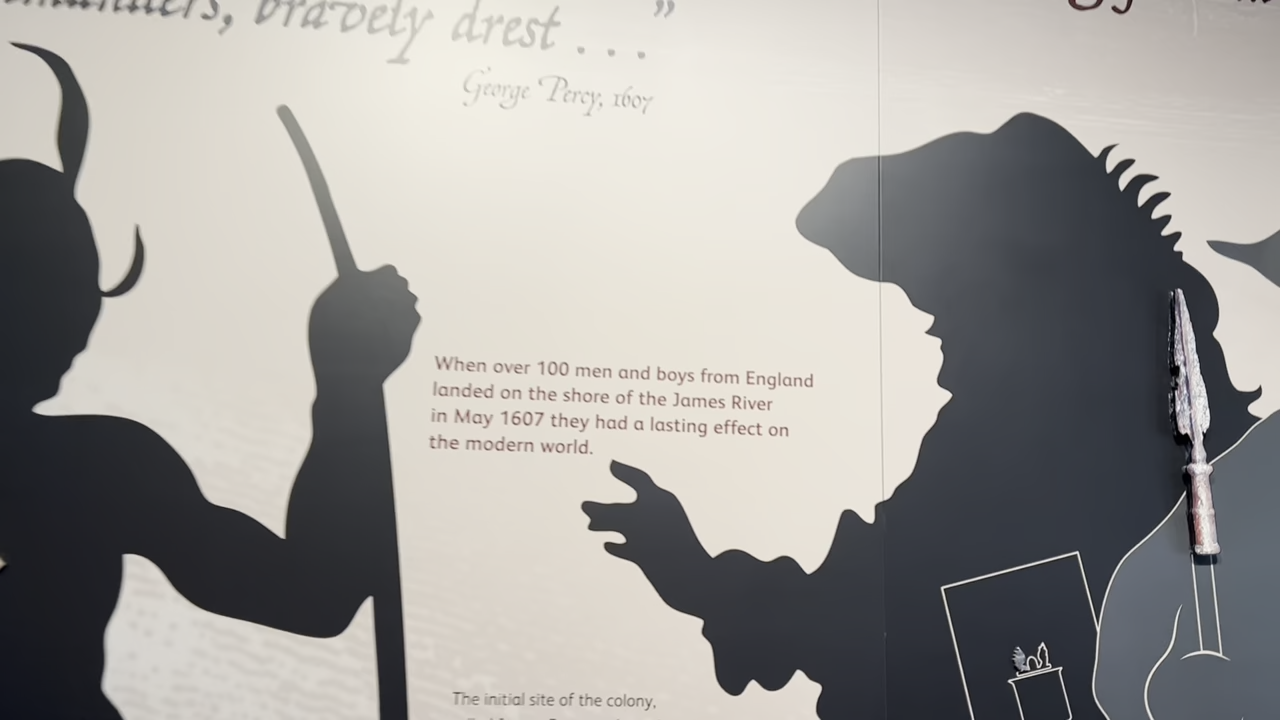 bravely drest . . . ”
George Percy, 1607
When over 100 men and boys from England
landed on the shore of the James River
in May 1607 they had a lasting effect on
the modern world.
The initial site of the colony,